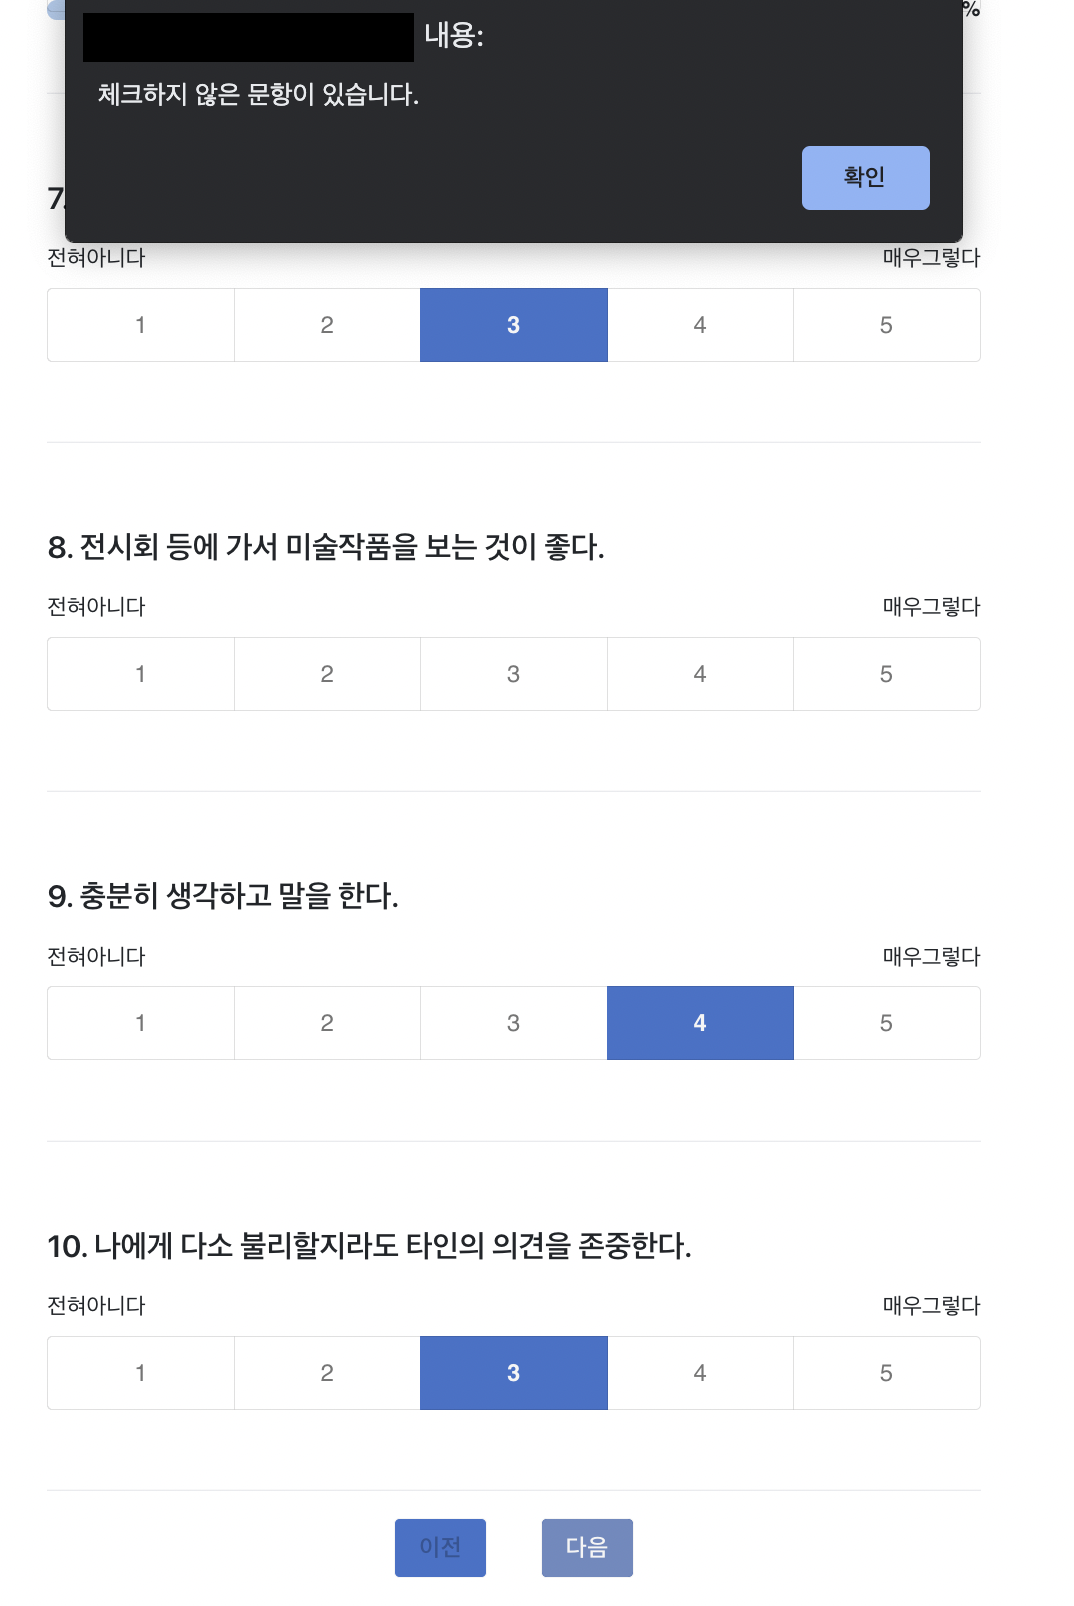 %
내용:
체크하지 않은 문항이 있습니다.
확인
7.
전혀아니다 매우그렇다
1 2 3 4 5
8. 전시회 등에 가서 미술작품을 보는 것이 좋다.
전혀아니다 매우그렇다
1 2 3 4 5
9. 충분히 생각하고 말을 한다.
전혀아니다 매우그렇다
1 2 3 4 5
10. 나에게 다소 불리할지라도 타인의 의견을 존중한다.
전혀아니다 매우그렇다
1 2 3 4 5
이전 다음